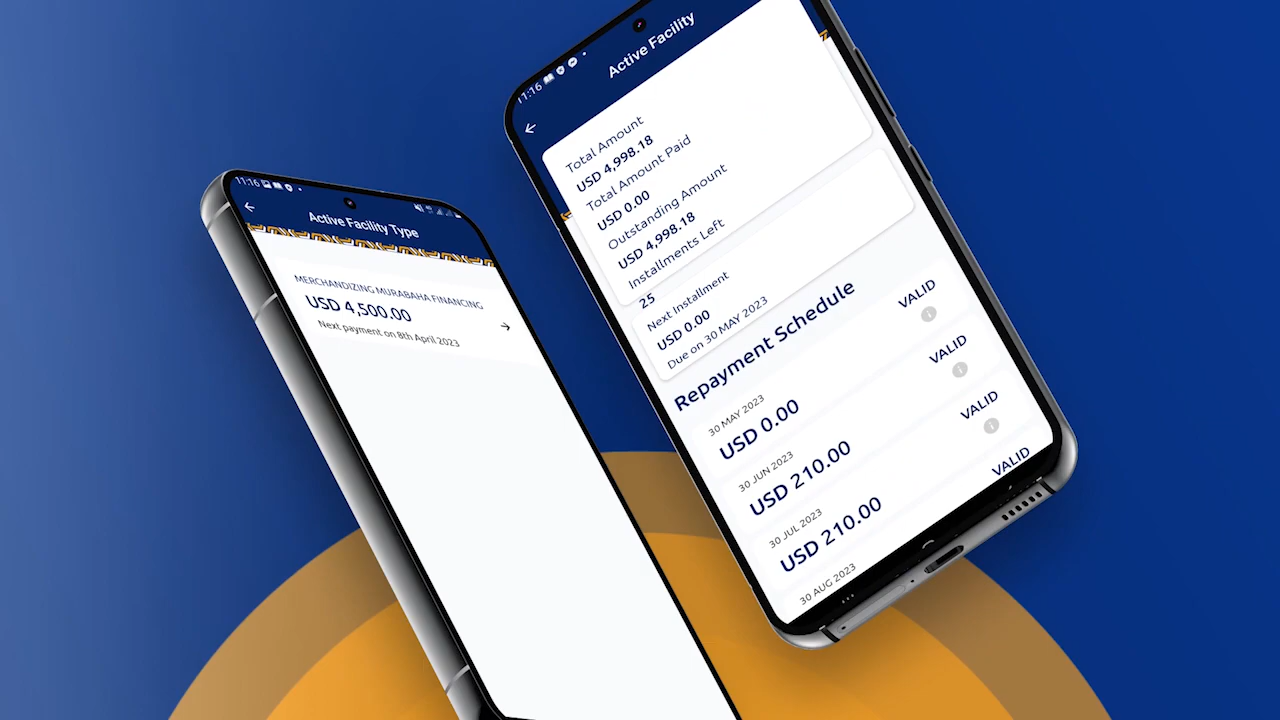 11:16
Active Facility Type
MERCHANDIZING MURABAHA FINANCING
USD 4,500.00
Next payment on 8th April 2023
11:16
Active Facility
Total Amount
USD 4,998.18
Total Amount Paid
USD 0.00
Outstanding Amount
USD 4,998.18
Installments Left
25
Next Installment
USD 0.00
Due on 30 MAY 2023
Repayment Schedule
30 MAY 2023
USD 0.00
VALID
30 JUN 2023
USD 210.00
VALID
30 JUL 2023
USD 210.00
VALID
30 AUG 2023
VALID